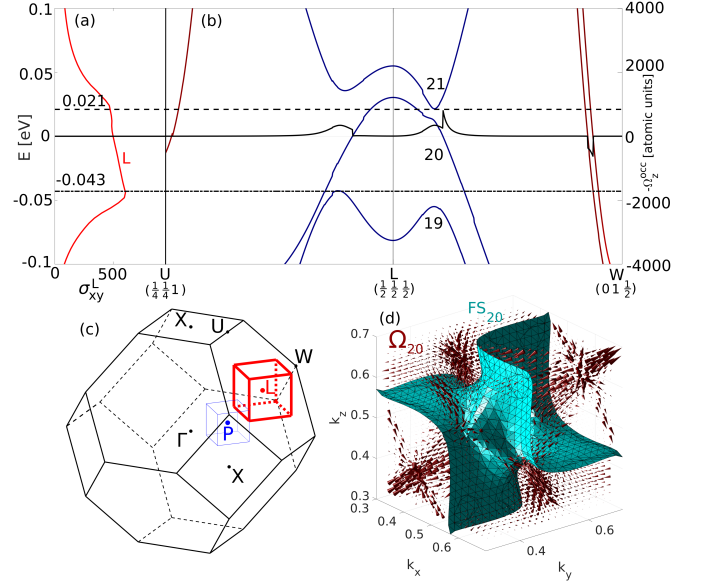 (a)
(b)
0.1
0.05
0
-0.05
-0.1
E [eV]
0.021
-0.043
L
21
20
19
4000
2000
0
-2000
-4000
-Ω_z^occ [atomic units]
0
500
σ_xy^L
U
(1/4 1/4 1)
L
(1/2 1/2 1/2)
W
(0 1 1/2)
(c)
X
U
W
L
P
Γ
X
(d)
FS_20
Ω_20
0.7
0.6
0.5
0.4
0.3
k_z
0.3
0.4
0.5
0.6
k_x
0.4
0.6
k_y